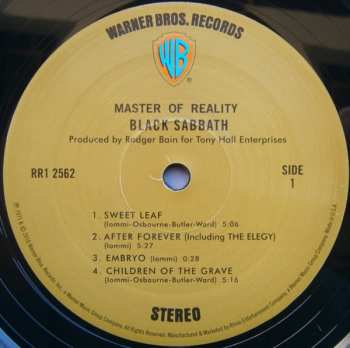 WARNER BROS. RECORDS
WB
MASTER OF REALITY
BLACK SABBATH
Produced by Rodger Bain for Tony Hall Enterprises
RR1 2562
SIDE
1
1. SWEET LEAF
(Iommi-Osbourne-Butler-Ward) 5:06
2. AFTER FOREVER (Including THE ELEGY)
(Iommi) 5:27
3. EMBRYO (Iommi) 0:28
4. CHILDREN OF THE GRAVE
(Iommi-Osbourne-Butler-Ward) 5:16
STEREO